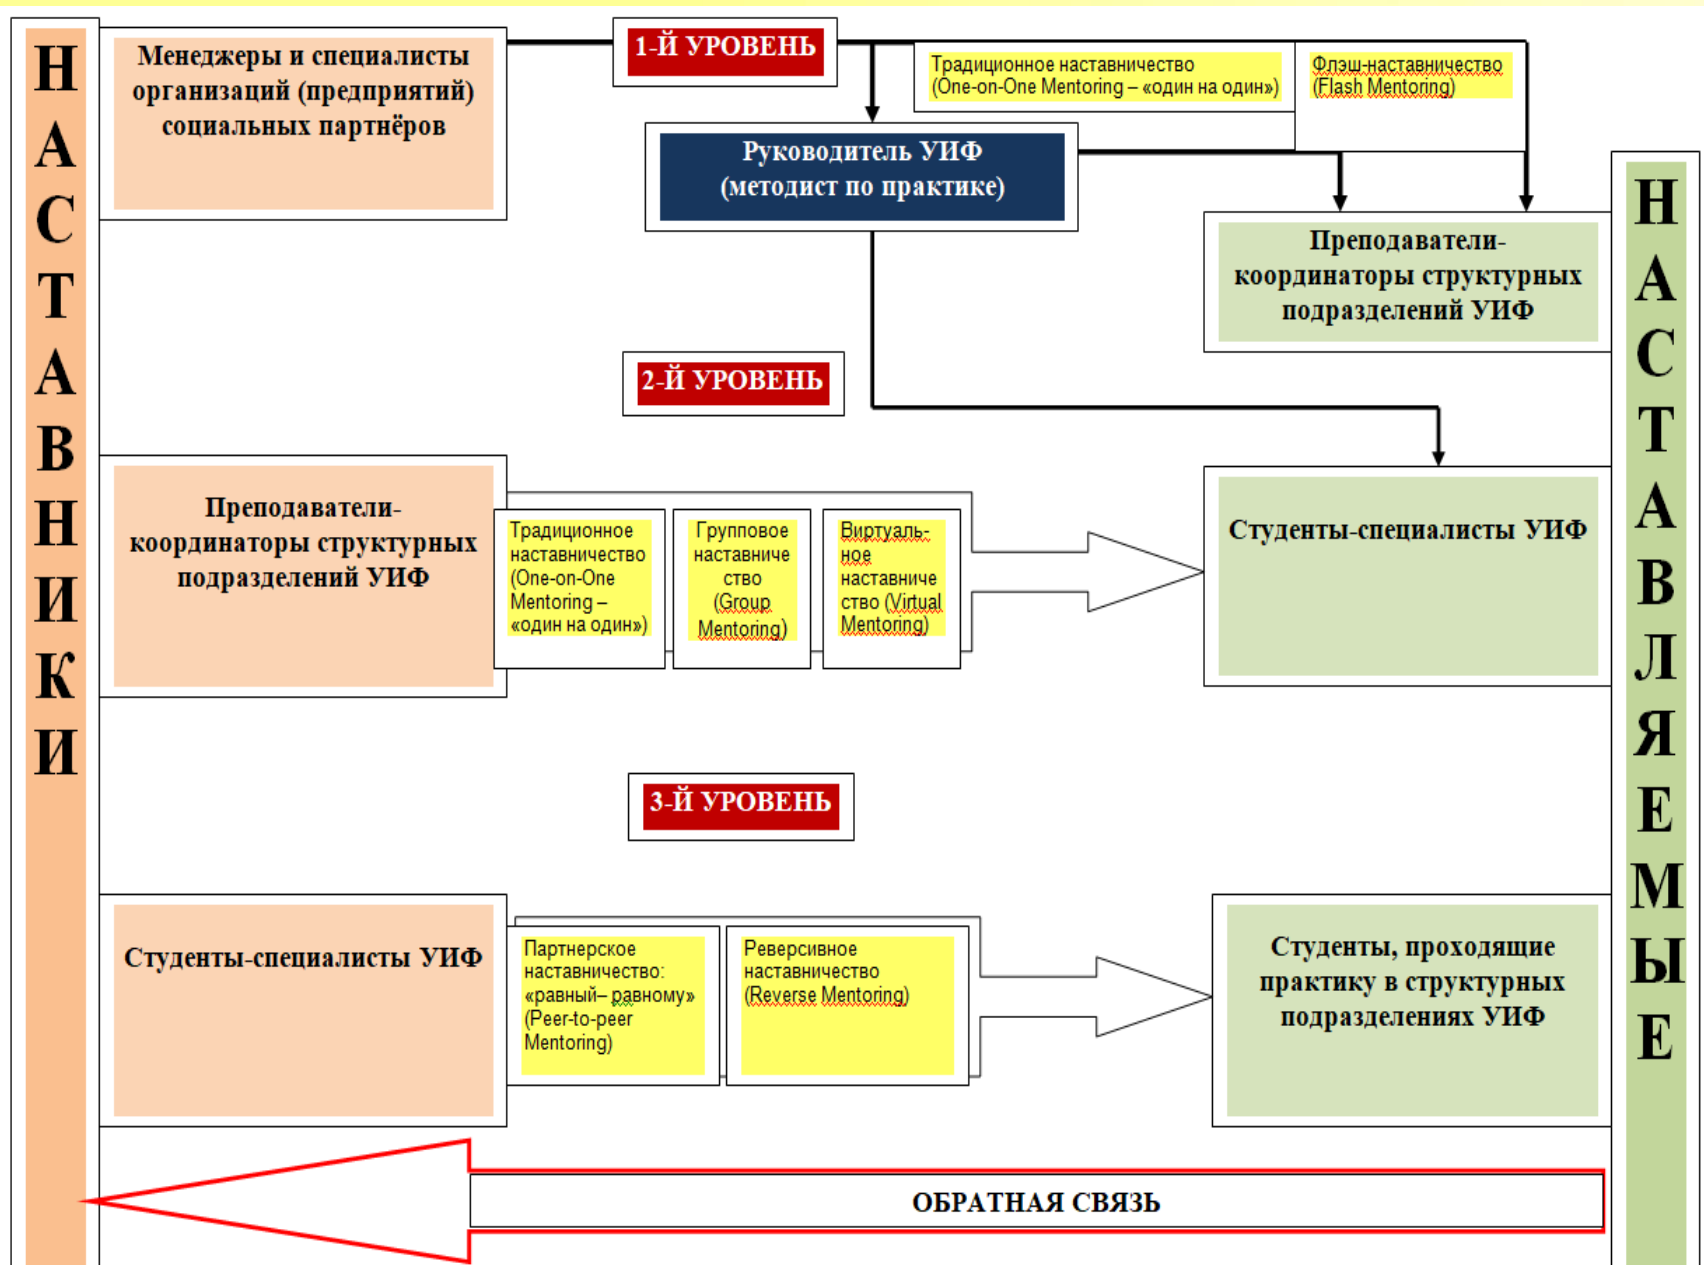 НАСТАВНИКИ
Менеджеры и специалисты
организаций (предприятий)
социальных партнёров
1-Й УРОВЕНЬ
Традиционное наставничество
(One-on-One Mentoring – «один на один»)
Флэш-наставничество
(Flash Mentoring)
Руководитель УИФ
(методист по практике)
Преподаватели-
координаторы структурных
подразделений УИФ
НАСТАВЛЯЕМЫЕ
2-Й УРОВЕНЬ
Преподаватели-
координаторы структурных
подразделений УИФ
Традиционное
наставничество
(One-on-One
Mentoring –
«один на один»)
Групповое
наставниче
ство
(Group
Mentoring)
Виртуаль-
ное
наставниче
ство (Virtual
Mentoring)
Студенты-специалисты УИФ
3-Й УРОВЕНЬ
Студенты-специалисты УИФ
Партнерское
наставничество:
«равный– равному»
(Peer-to-peer
Mentoring)
Реверсивное
наставничество
(Reverse Mentoring)
Студенты, проходящие
практику в структурных
подразделениях УИФ
ОБРАТНАЯ СВЯЗЬ